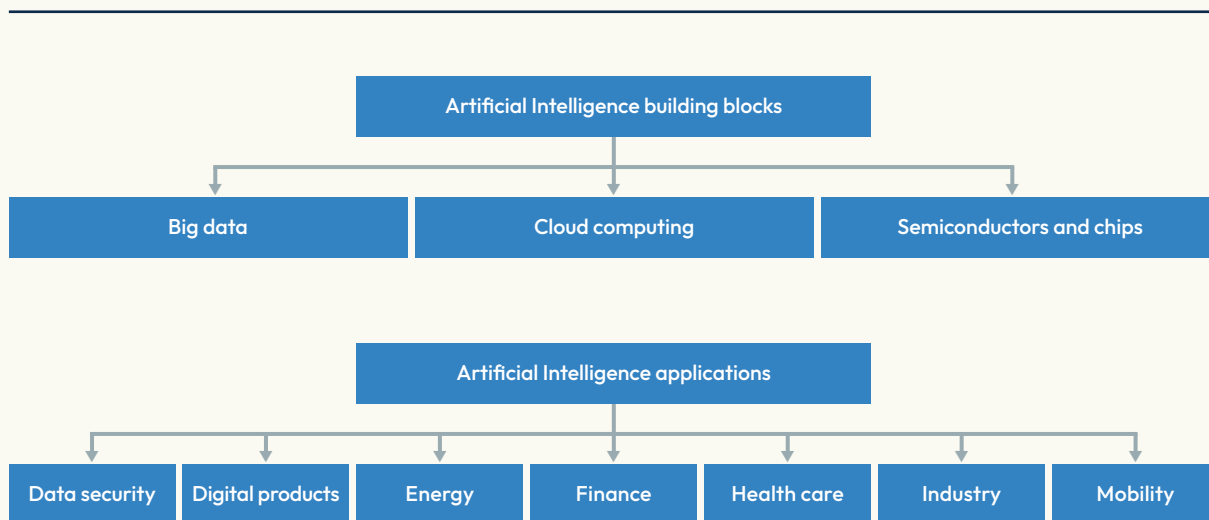 Artificial Intelligence building blocks
Big data
Cloud computing
Semiconductors and chips
Artificial Intelligence applications
Data security
Digital products
Energy
Finance
Health care
Industry
Mobility